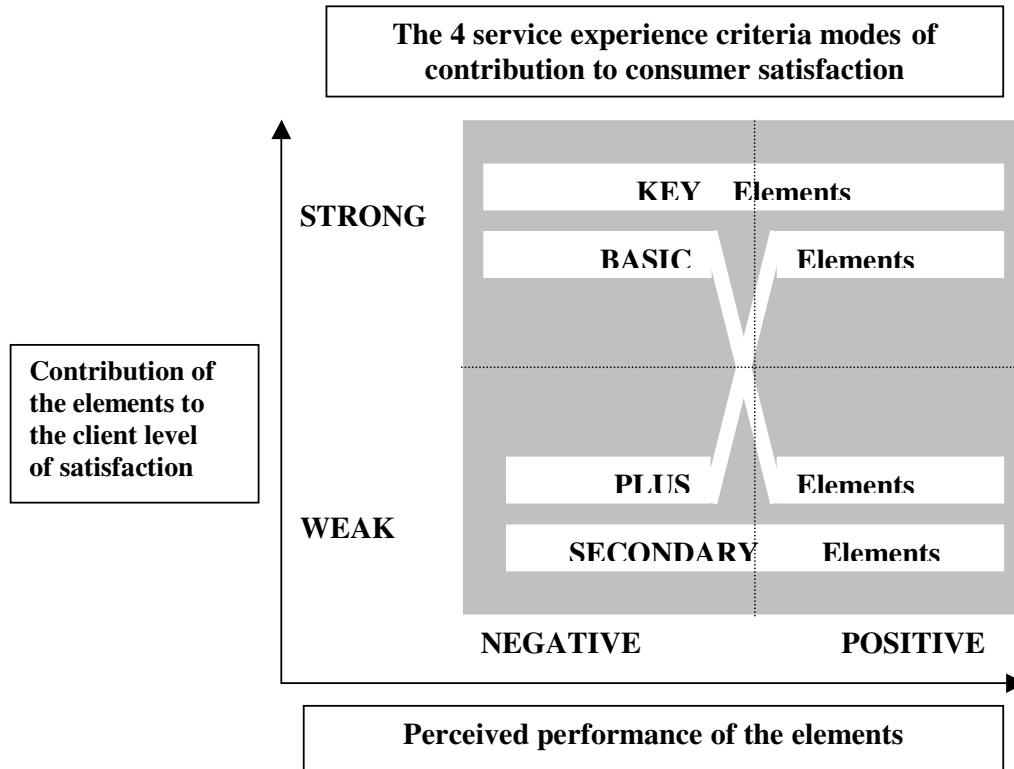 The 4 service experience criteria modes of
contribution to consumer satisfaction
KEY Elements
STRONG
BASIC Elements
Contribution of
the elements to
the client level
of satisfaction
PLUS Elements
WEAK
SECONDARY Elements
NEGATIVE POSITIVE
Perceived performance of the elements